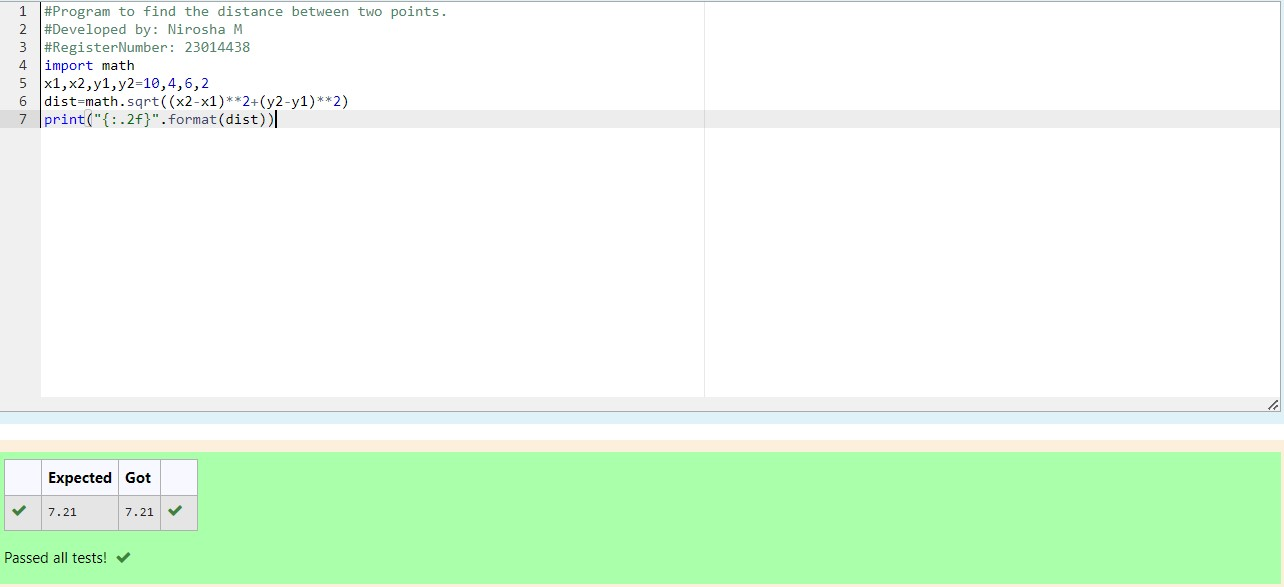 1 #Program to find the distance between two points.
2 #Developed by: Nirosha M
3 #RegisterNumber: 23014438
4 import math
5 x1,x2,y1,y2=10,4,6,2
6 dist=math.sqrt((x2-x1)**2+(y2-y1)**2)
7 print("{:.2f}".format(dist))
Expected Got
7.21 7.21
Passed all tests!